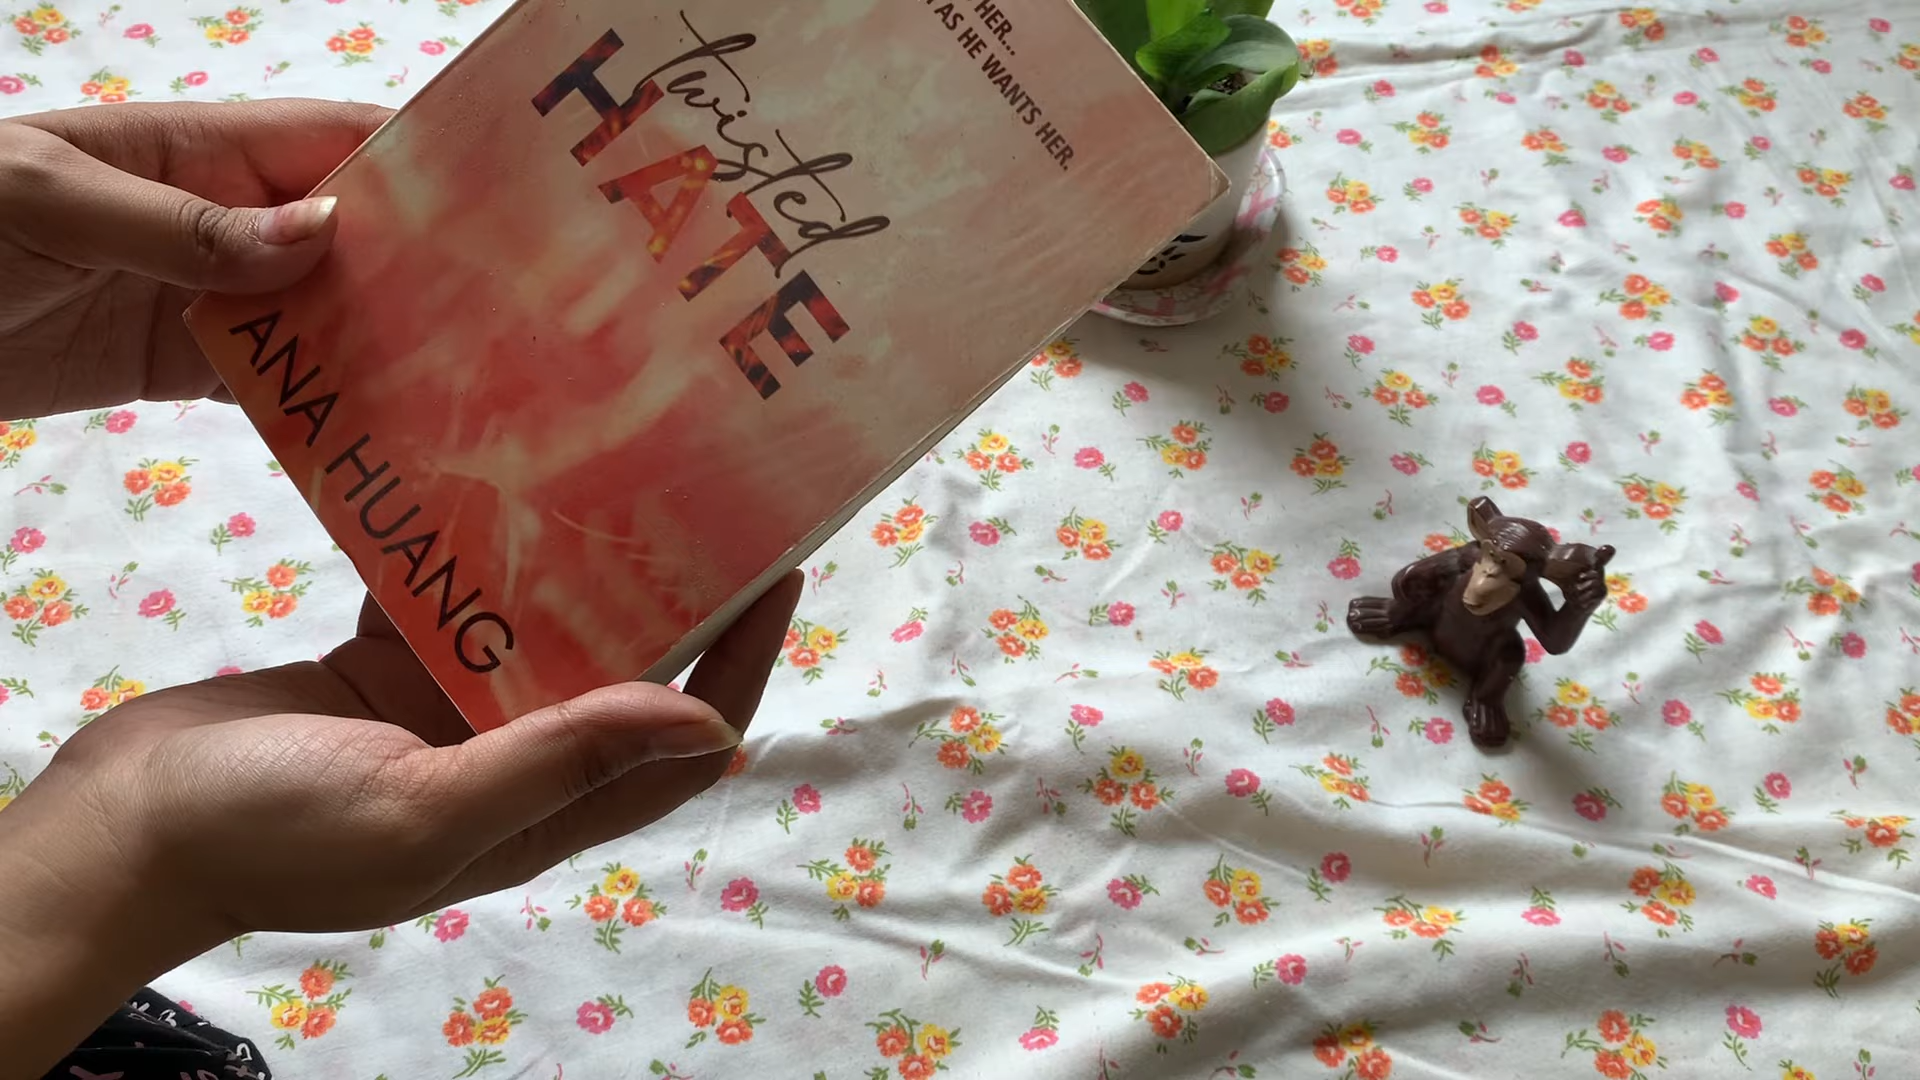 HER...
AS HE WANTS HER.
twisted
HATE
ANA HUANG